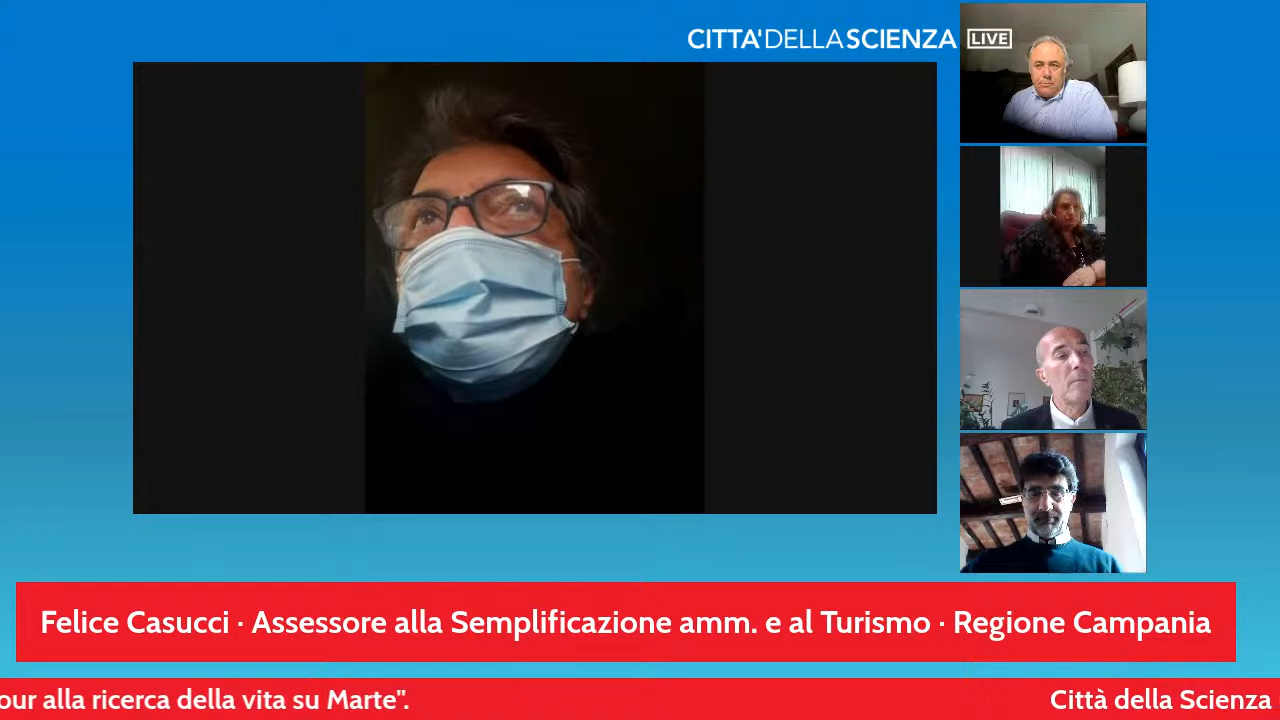 CITTA'DELLASCIENZA LIVE
Felice Casucci · Assessore alla Semplificazione amm. e al Turismo · Regione Campania
our alla ricerca della vita su Marte". Città della Scienza